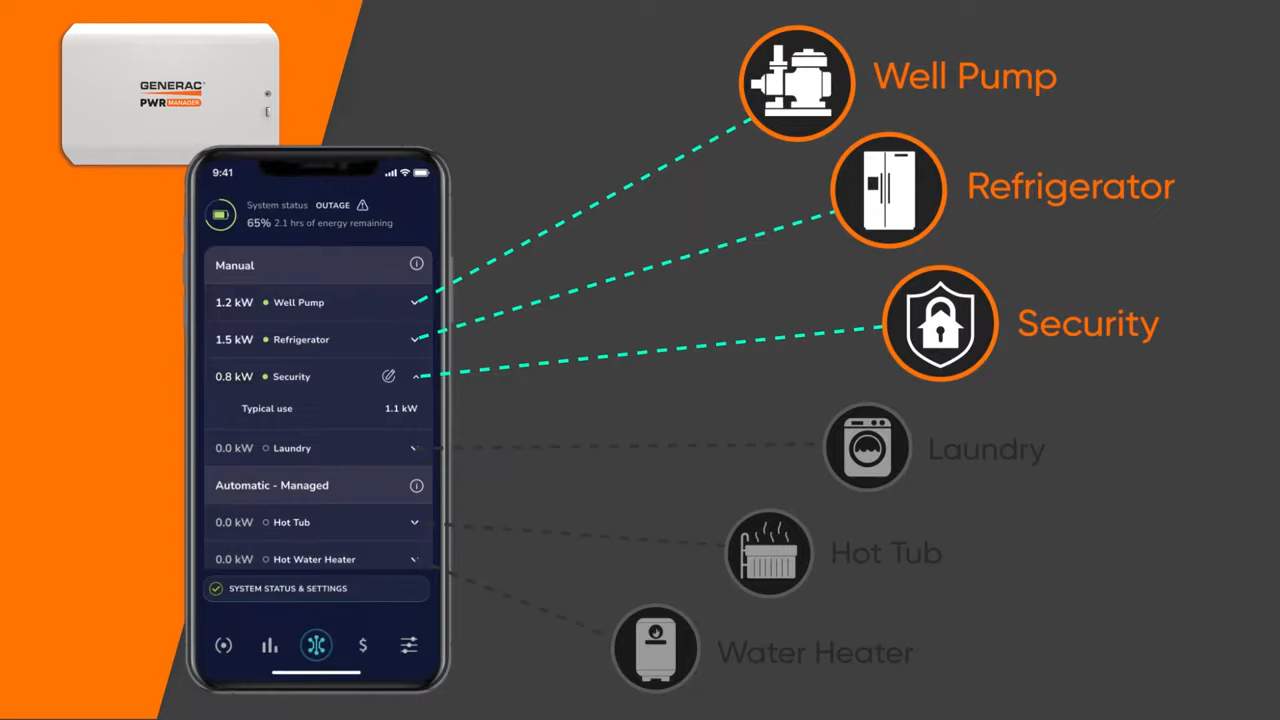 GENERAC
PWR MANAGER
9:41
System status OUTAGE
65% 2.1 hrs of energy remaining
Manual
1.2 kW Well Pump
1.5 kW Refrigerator
0.8 kW Security
Typical use 1.1 kW
0.0 kW Laundry
Automatic - Managed
0.0 kW Hot Tub
0.0 kW Hot Water Heater
SYSTEM STATUS & SETTINGS
$
Well Pump
Refrigerator
Security
Laundry
Hot Tub
Water Heater